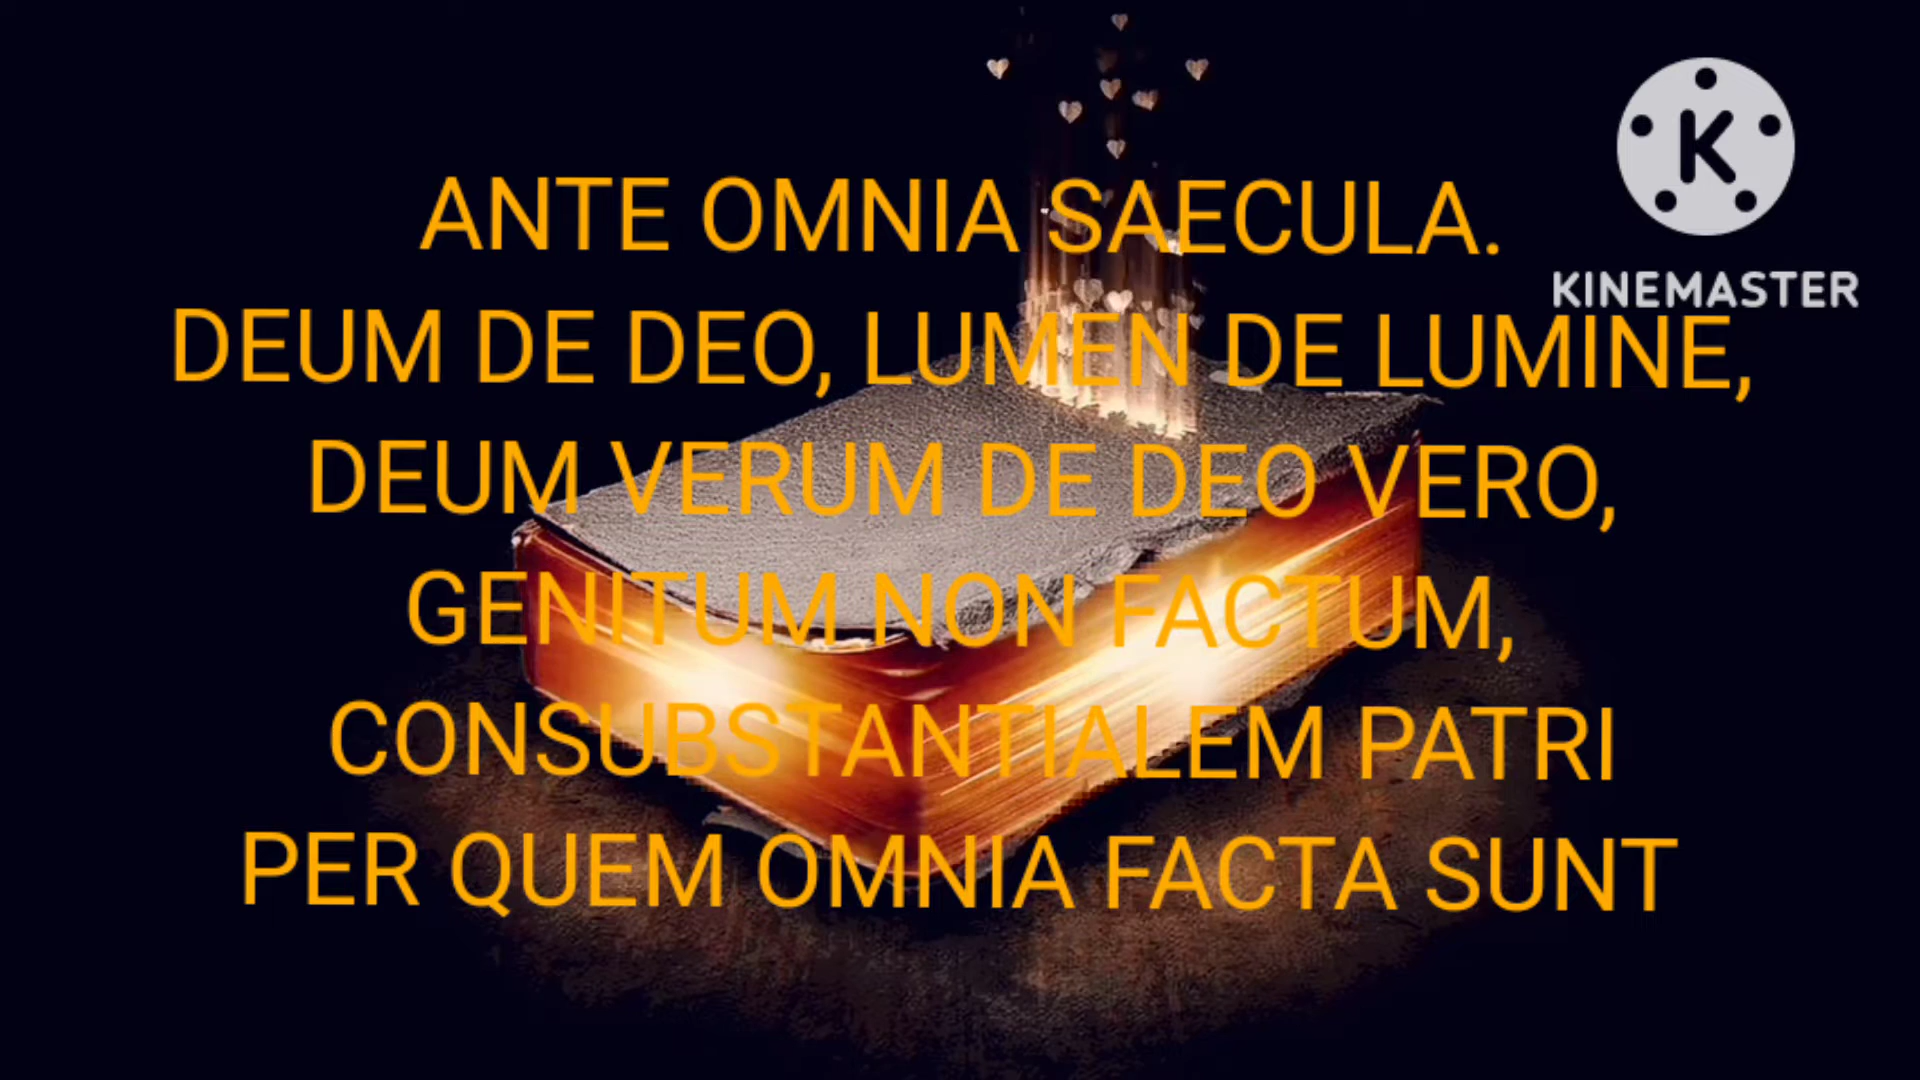 ANTE OMNIA SAECULA.
DEUM DE DEO, LUMEN DE LUMINE,
DEUM VERUM DE DEO VERO,
GENITUM NON FACTUM,
CONSUBSTANTIALEM PATRI
PER QUEM OMNIA FACTA SUNT
K
KINEMASTER